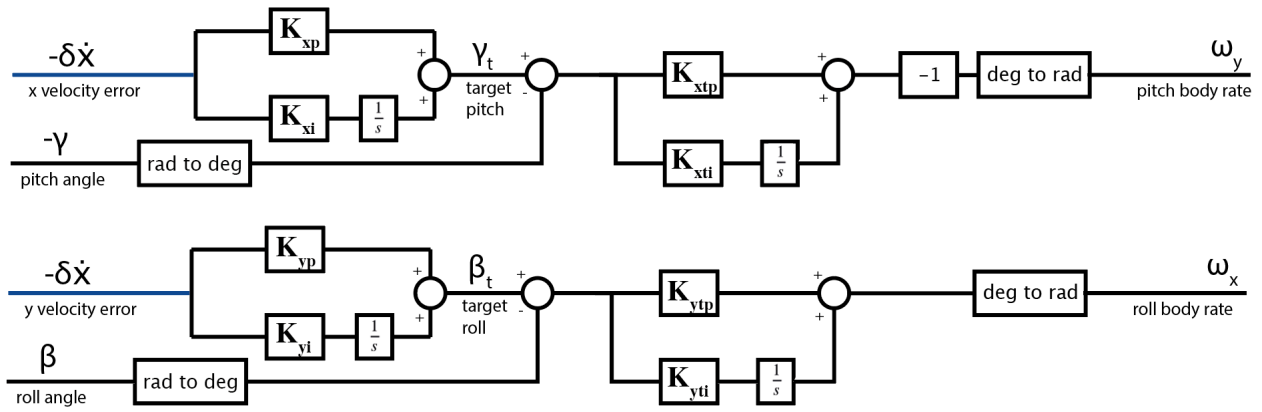 -δẋ
x velocity error
K_xp
K_xi
1/s
+
+
γ_t
target
pitch
+
-
-γ
pitch angle
rad to deg
K_xtp
K_xti
1/s
+
+
-1
deg to rad
ω_y
pitch body rate
-δẋ
y velocity error
K_yp
K_yi
1/s
+
+
β_t
target
roll
+
-
β
roll angle
rad to deg
K_ytp
K_yti
1/s
+
+
deg to rad
ω_x
roll body rate